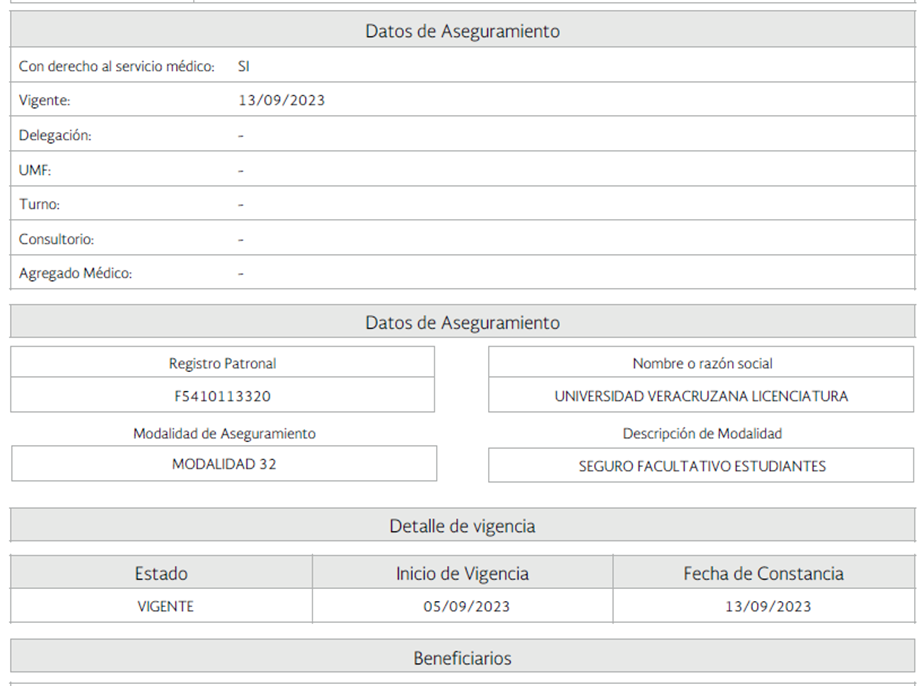 Datos de Aseguramiento
Con derecho al servicio médico: SI
Vigente: 13/09/2023
Delegación: -
UMF: -
Turno: -
Consultorio: -
Agregado Médico: -
Datos de Aseguramiento
Registro Patronal Nombre o razón social
F5410113320 UNIVERSIDAD VERACRUZANA LICENCIATURA
Modalidad de Aseguramiento Descripción de Modalidad
MODALIDAD 32 SEGURO FACULTATIVO ESTUDIANTES
Detalle de vigencia
Estado Inicio de Vigencia Fecha de Constancia
VIGENTE 05/09/2023 13/09/2023
Beneficiarios